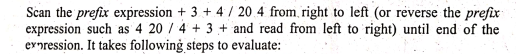 Scan the prefix expression + 3 + 4 / 20 4 from right to left (or reverse the prefix
expression such as 4 20 / 4 + 3 + and read from left to right) until end of the
expression. It takes following steps to evaluate: